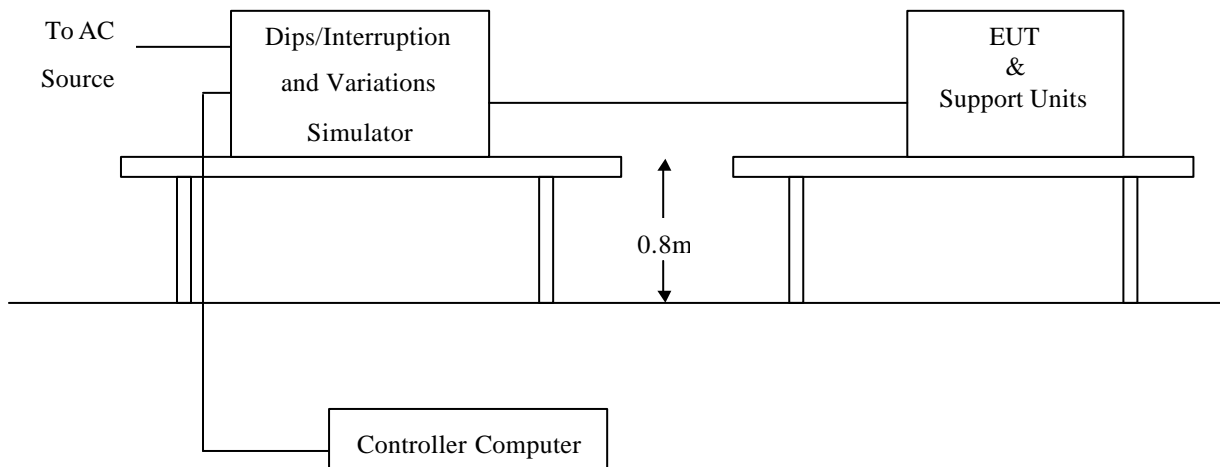 To AC
Source
Dips/Interruption
and Variations
Simulator
EUT
&
Support Units
0.8m
Controller Computer